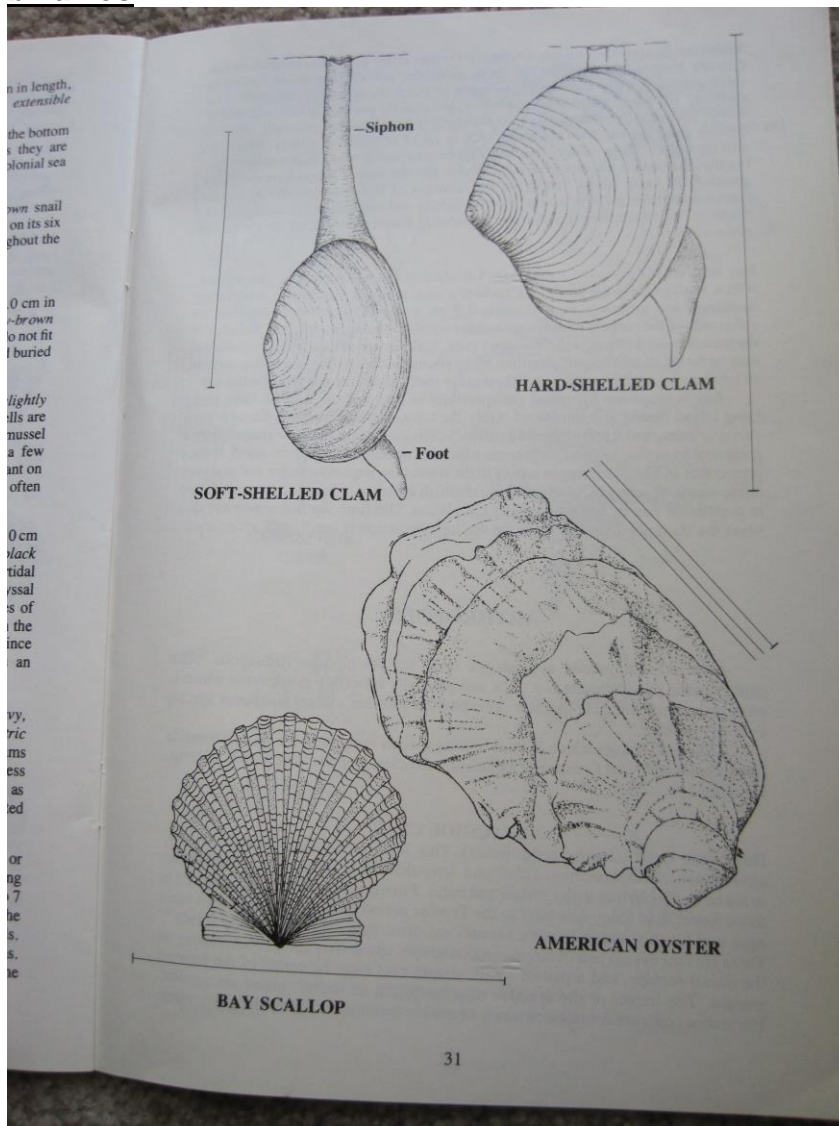 n in length,
extensible
the bottom
s they are
olonial sea
own snail
on its six
ghout the
.0 cm in
-brown
do not fit
buried
lightly
ells are
mussel
a few
ant on
often
0 cm
black
tidal
yssal
es of
the
ince
an
vy,
tric
ms
ess
as
ted
or
ng
7
he
s.
s.
ne
Siphon
HARD-SHELLED CLAM
Foot
SOFT-SHELLED CLAM
AMERICAN OYSTER
BAY SCALLOP
31